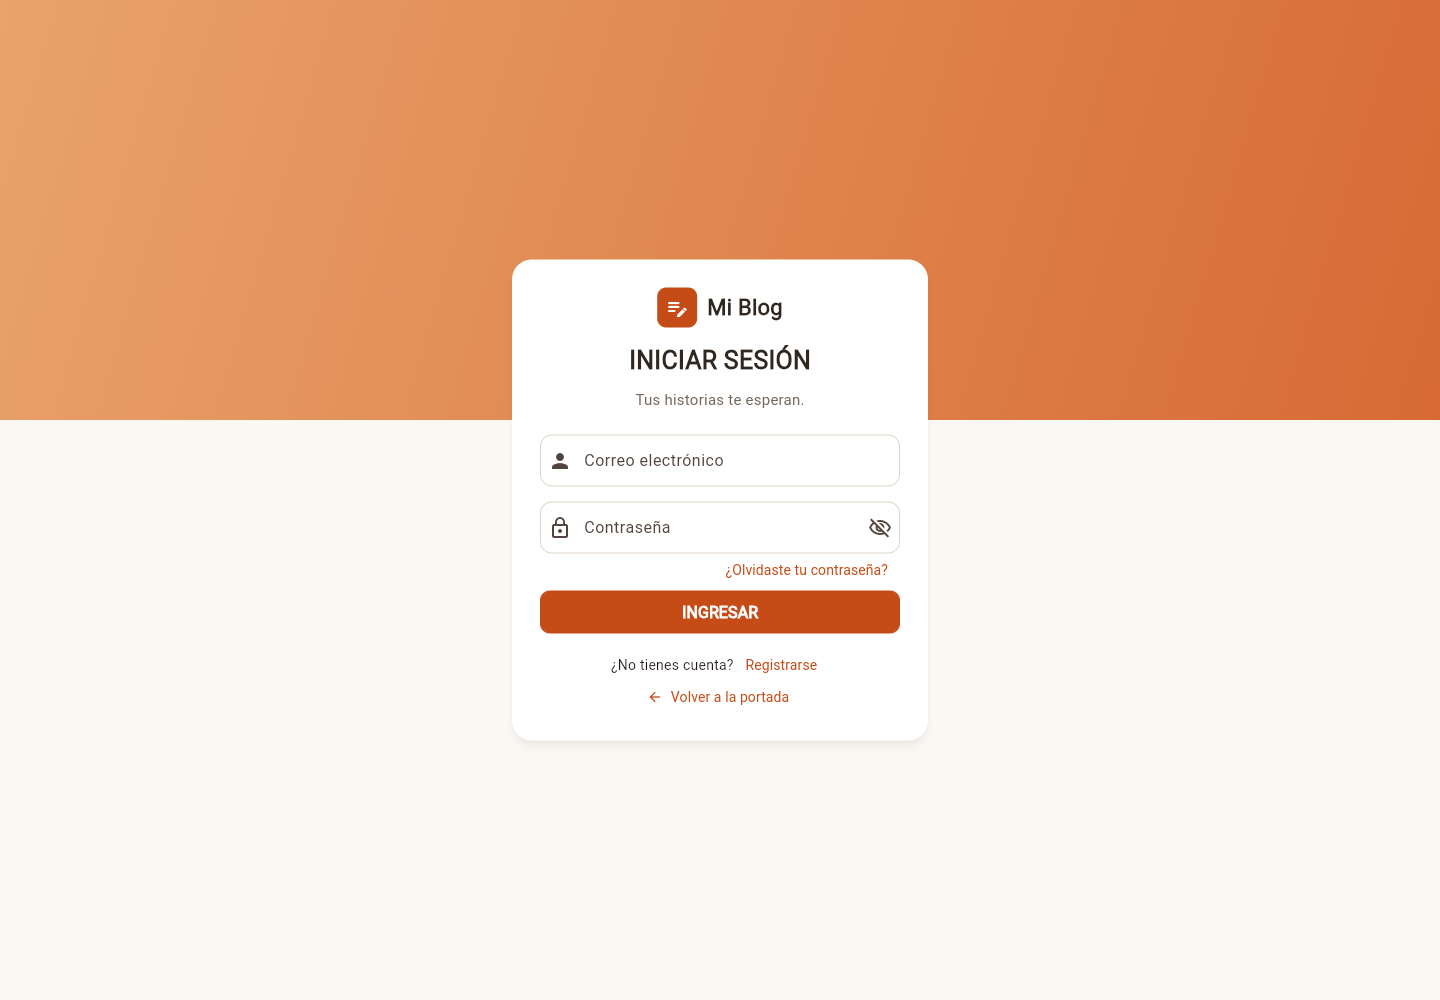 Mi Blog
INICIAR SESIÓN
Tus historias te esperan.
Correo electrónico
Contraseña
¿Olvidaste tu contraseña?
INGRESAR
¿No tienes cuenta? Registrarse
Volver a la portada